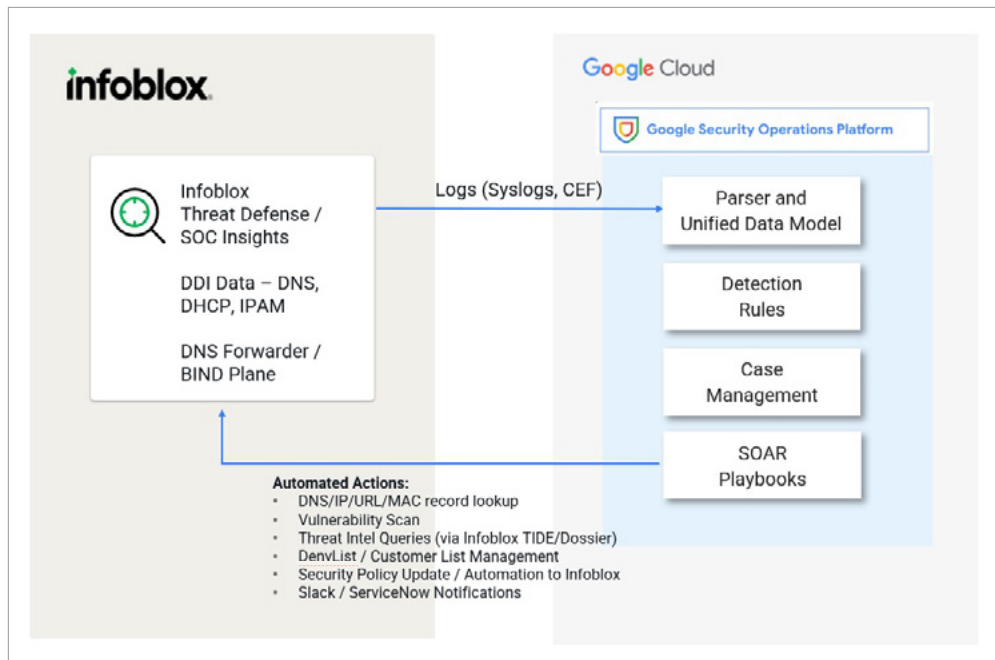 infoblox.
Google Cloud
Google Security Operations Platform
Infoblox
Threat Defense /
SOC Insights
DDI Data – DNS,
DHCP, IPAM
DNS Forwarder /
BIND Plane
Logs (Syslogs, CEF)
Parser and
Unified Data Model
Detection
Rules
Case
Management
SOAR
Playbooks
Automated Actions:
• DNS/IP/URL/MAC record lookup
• Vulnerability Scan
• Threat Intel Queries (via Infoblox TIDE/Dossier)
• DenyList / Customer List Management
• Security Policy Update / Automation to Infoblox
• Slack / ServiceNow Notifications